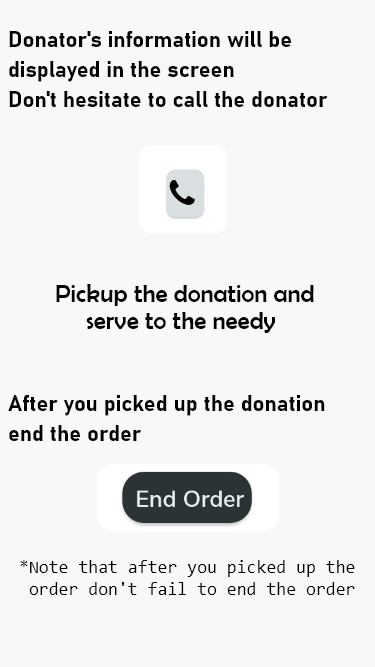 Donator's information will be
displayed in the screen
Don't hesitate to call the donator
Pickup the donation and
serve to the needy
After you picked up the donation
end the order
End Order
*Note that after you picked up the
order don't fail to end the order